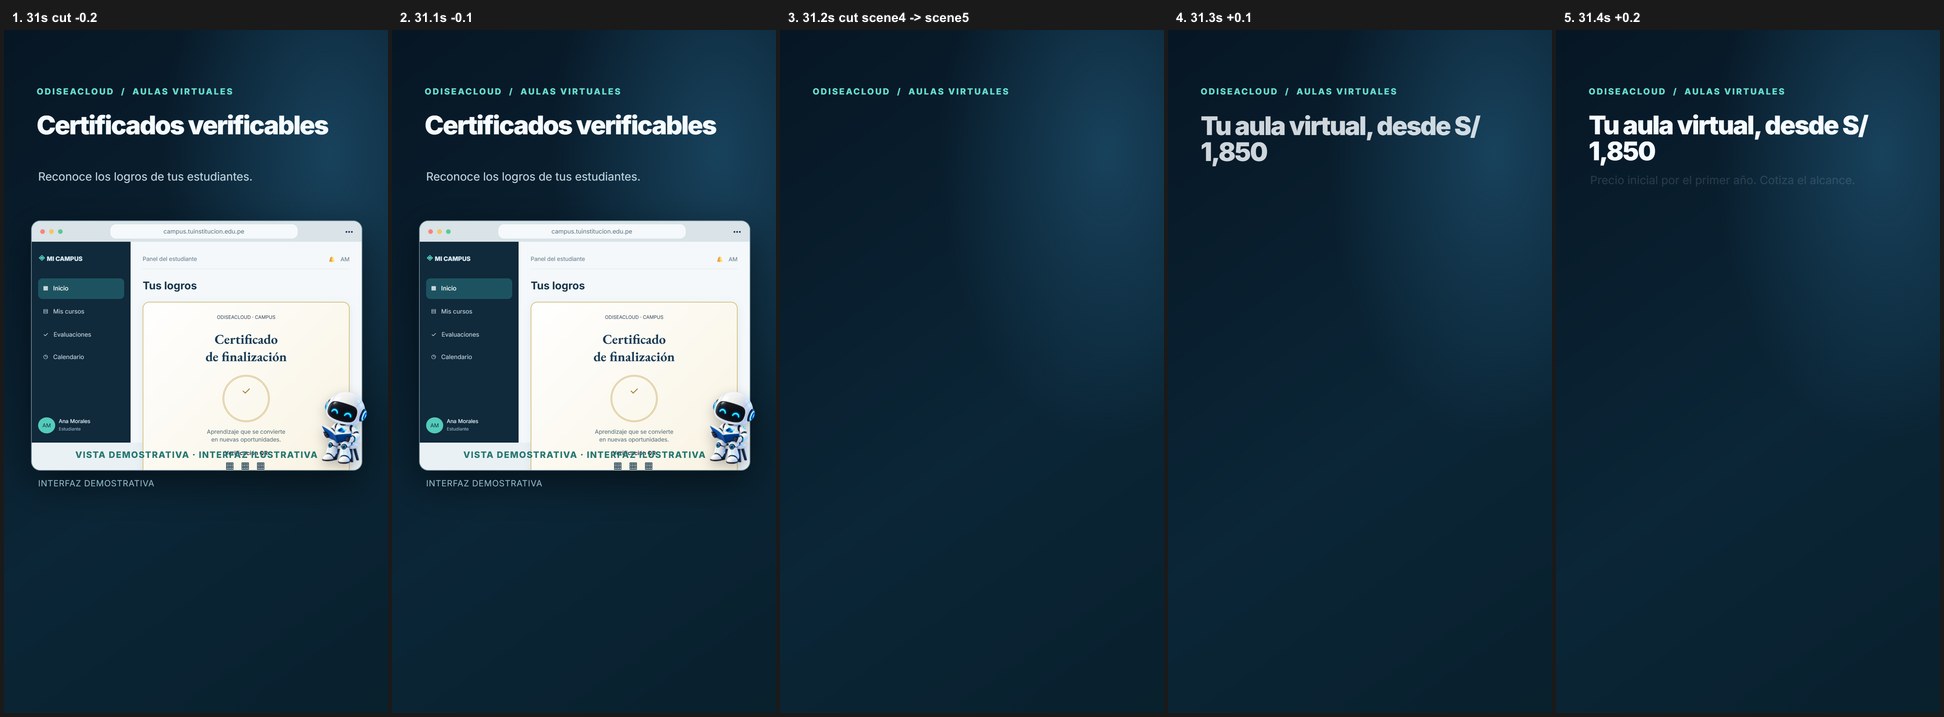 1. 31s cut -0.2
ODISEACLOUD / AULAS VIRTUALES
Certificados verificables
Reconoce los logros de tus estudiantes.
campus.tuinstitucion.edu.pe
MI CAMPUS
Panel del estudiante
AM
Inicio
Tus logros
Mis cursos
Evaluaciones
Calendario
ODISEACLOUD · CAMPUS
Certificado
de finalización
Aprendizaje que se convierte
en nuevas oportunidades.
AM
Ana Morales
Estudiante
VISTA DEMOSTRATIVA · INTERFAZ ILUSTRATIVA
INTERFAZ DEMOSTRATIVA
2. 31.1s -0.1
ODISEACLOUD / AULAS VIRTUALES
Certificados verificables
Reconoce los logros de tus estudiantes.
campus.tuinstitucion.edu.pe
MI CAMPUS
Panel del estudiante
AM
Inicio
Tus logros
Mis cursos
Evaluaciones
Calendario
ODISEACLOUD · CAMPUS
Certificado
de finalización
Aprendizaje que se convierte
en nuevas oportunidades.
AM
Ana Morales
Estudiante
VISTA DEMOSTRATIVA · INTERFAZ ILUSTRATIVA
INTERFAZ DEMOSTRATIVA
3. 31.2s cut scene4 -> scene5
ODISEACLOUD / AULAS VIRTUALES
4. 31.3s +0.1
ODISEACLOUD / AULAS VIRTUALES
Tu aula virtual, desde S/
1,850
5. 31.4s +0.2
ODISEACLOUD / AULAS VIRTUALES
Tu aula virtual, desde S/
1,850
Precio inicial por el primer año. Cotiza el alcance.